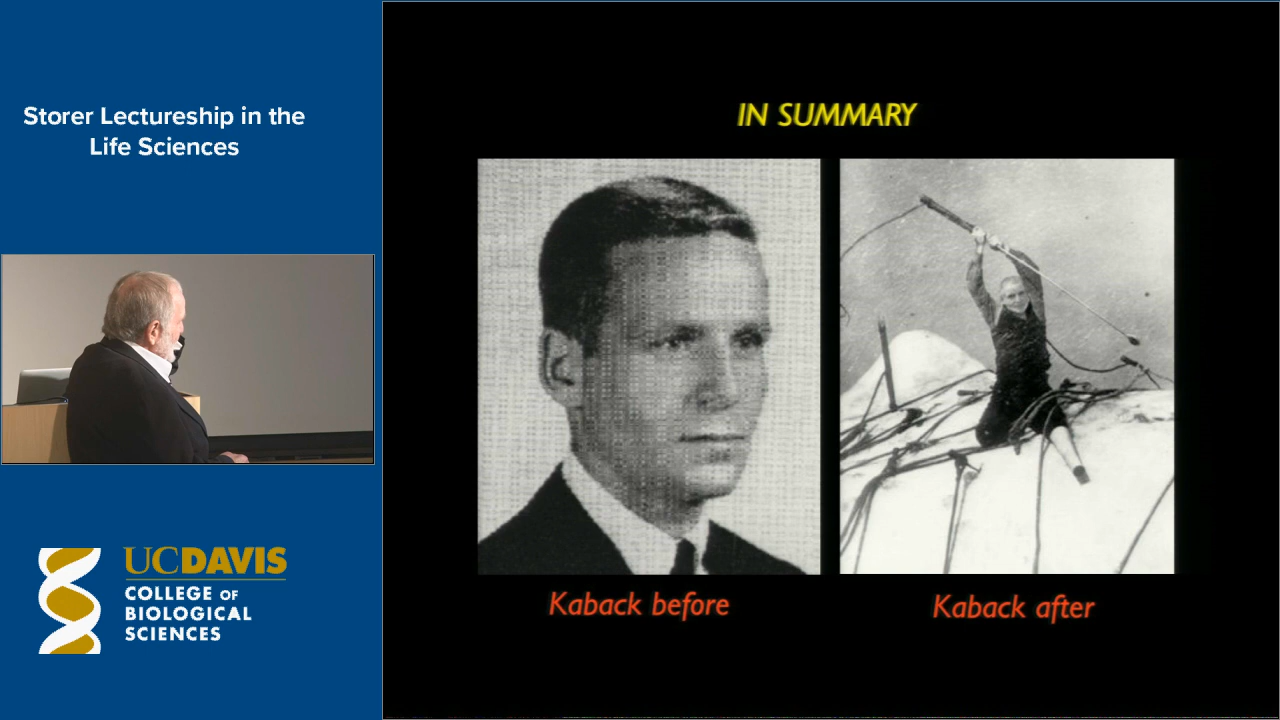 Storer Lectureship in the
Life Sciences
UCDAVIS
COLLEGE OF
BIOLOGICAL
SCIENCES
IN SUMMARY
Kaback before
Kaback after